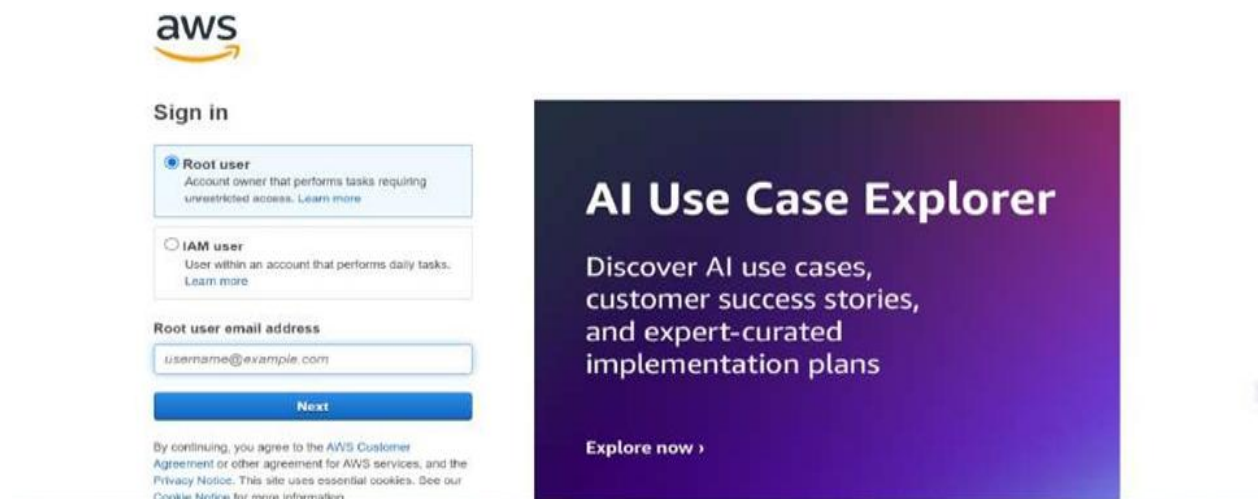 aws
Sign in
Root user
Account owner that performs tasks requiring
unrestricted access. Learn more
IAM user
User within an account that performs daily tasks.
Learn more
Root user email address
username@example.com
Next
By continuing, you agree to the AWS Customer
Agreement or other agreement for AWS services, and the
Privacy Notice. This site uses essential cookies. See our
Cookie Notice for more information.
AI Use Case Explorer
Discover AI use cases,
customer success stories,
and expert-curated
implementation plans
Explore now ›